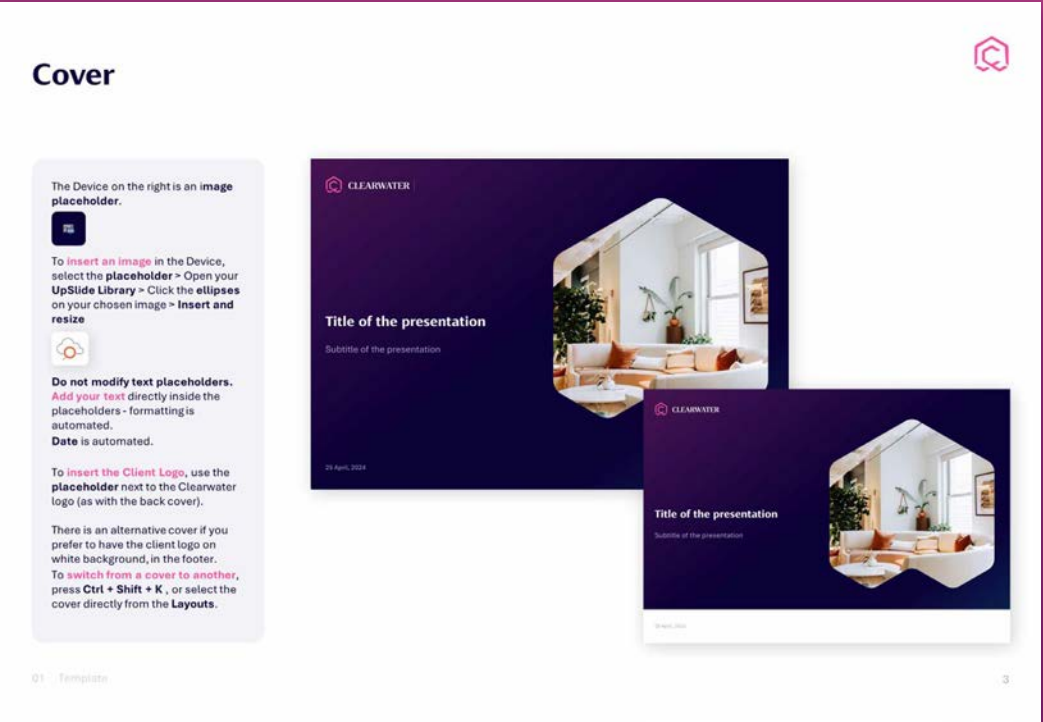 Cover
The Device on the right is an image
placeholder.
To insert an image in the Device,
select the placeholder > Open your
UpSlide Library > Click the ellipses
on your chosen image > Insert and
resize
Do not modify text placeholders.
Add your text directly inside the
placeholders - formatting is
automated.
Date is automated.
To insert the Client Logo, use the
placeholder next to the Clearwater
logo (as with the back cover).
There is an alternative cover if you
prefer to have the client logo on
white background, in the footer.
To switch from a cover to another,
press Ctrl + Shift + K , or select the
cover directly from the Layouts.
CLEARWATER
Title of the presentation
Subtitle of the presentation
25 April, 2024
CLEARWATER
Title of the presentation
Subtitle of the presentation
01 Template
3